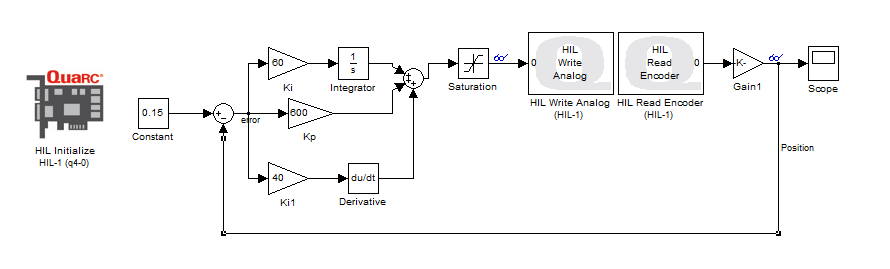 QUARC
HIL Initialize
HIL-1 (q4-0)
0.15
Constant
+
−
error
60
Ki
1
s
Integrator
600
Kp
40
Ki1
du/dt
Derivative
+
+
+
Saturation
0
HIL
Write
Analog
HIL Write Analog
(HIL-1)
HIL
Read
Encoder
0
HIL Read Encoder
(HIL-1)
-K-
Gain1
Scope
Position